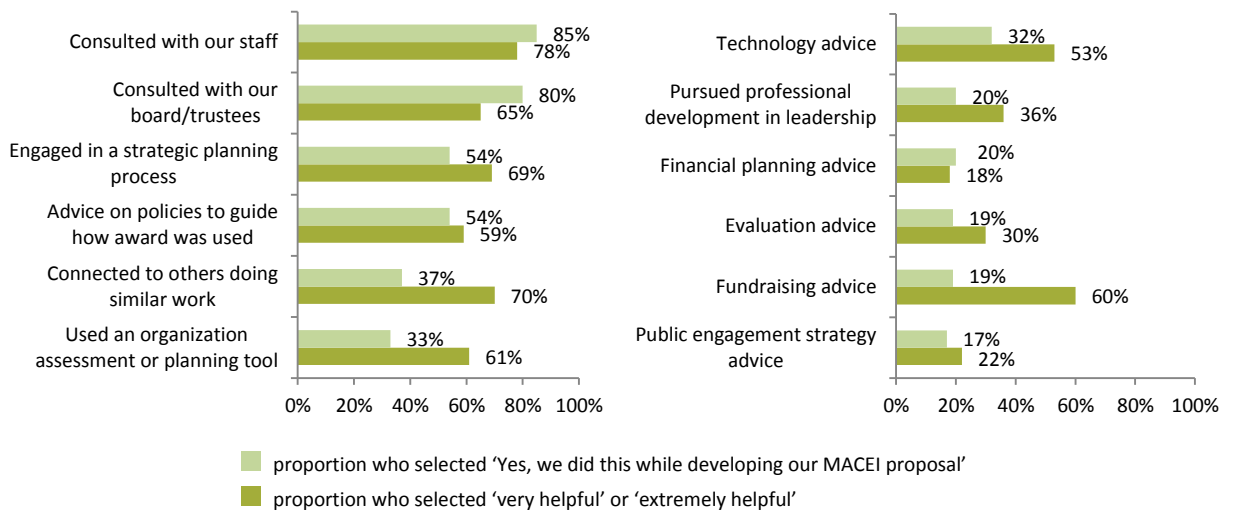 Consulted with our staff
85%
78%
Consulted with our
board/trustees
80%
65%
Engaged in a strategic planning
process
54%
69%
Advice on policies to guide
how award was used
54%
59%
Connected to others doing
similar work
37%
70%
Used an organization
assessment or planning tool
33%
61%
0% 20% 40% 60% 80% 100%
Technology advice
32%
53%
Pursued professional
development in leadership
20%
36%
Financial planning advice
20%
18%
Evaluation advice
19%
30%
Fundraising advice
19%
60%
Public engagement strategy
advice
17%
22%
0% 20% 40% 60% 80% 100%
proportion who selected ‘Yes, we did this while developing our MACEI proposal’
proportion who selected ‘very helpful’ or ‘extremely helpful’